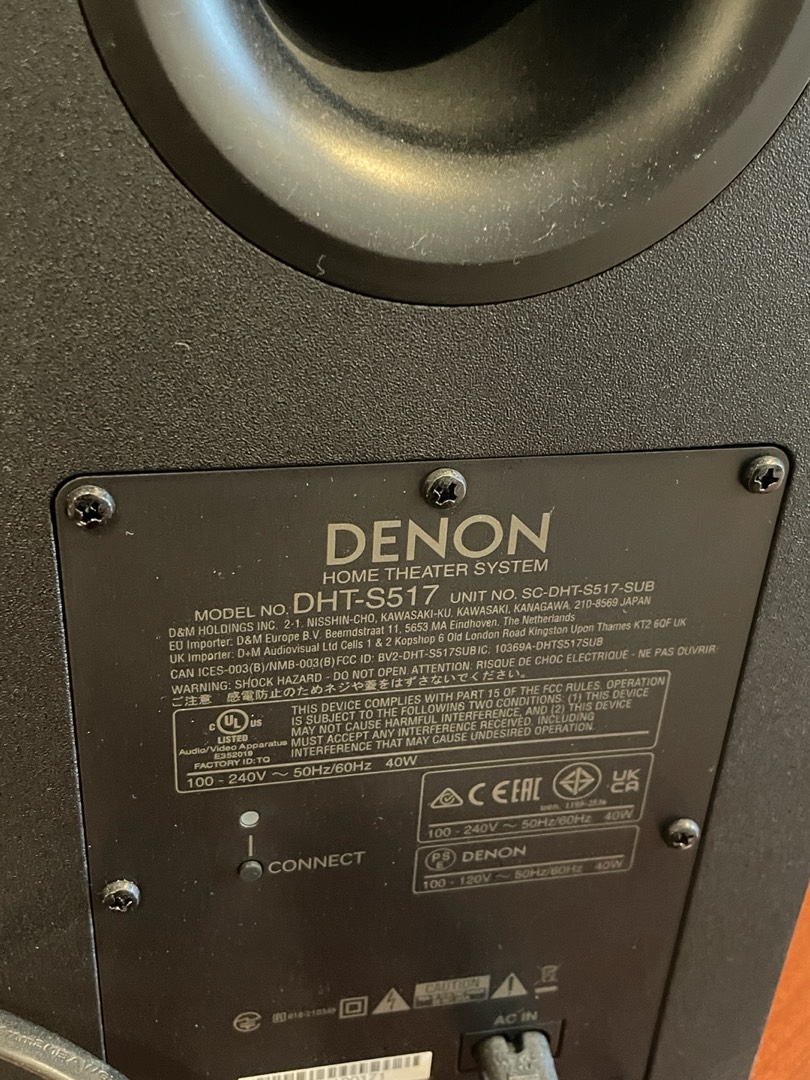 DENON
HOME THEATER SYSTEM
MODEL NO. DHT-S517 UNIT NO. SC-DHT-S517-SUB
D&M HOLDINGS INC. 2-1, NISSHIN-CHO, KAWASAKI-KU, KAWASAKI, KANAGAWA, 210-8569 JAPAN
EU Importer: D&M Europe B.V. Beemdstraat 11, 5653 MA Eindhoven, The Netherlands
UK Importer: D+M Audiovisual Ltd Cells 1 & 2 Kopshop 6 Old London Road Kingston Upon Thames KT2 6QF UK
CAN ICES-003(B)/NMB-003(B) FCC ID: BV2-DHT-S517SUB IC: 10369A-DHTS517SUB
WARNING: SHOCK HAZARD - DO NOT OPEN. ATTENTION: RISQUE DE CHOC ELECTRIQUE - NE PAS OUVRIR
ご注意 感電防止のためネジや蓋をはずさないでください。
c UL US
LISTED
Audio/Video Apparatus
E352019
FACTORY ID: TQ
THIS DEVICE COMPLIES WITH PART 15 OF THE FCC RULES. OPERATION
IS SUBJECT TO THE FOLLOWING TWO CONDITIONS: (1) THIS DEVICE
MAY NOT CAUSE HARMFUL INTERFERENCE, AND (2) THIS DEVICE
MUST ACCEPT ANY INTERFERENCE RECEIVED, INCLUDING
INTERFERENCE THAT MAY CAUSE UNDESIRED OPERATION.
100 - 240V ~ 50Hz/60Hz 40W
CE EAC UKCA
100 - 240V ~ 50Hz/60Hz 40W
PSE DENON
100 - 120V ~ 50Hz/60Hz 40W
CONNECT
CAUTION
AC IN